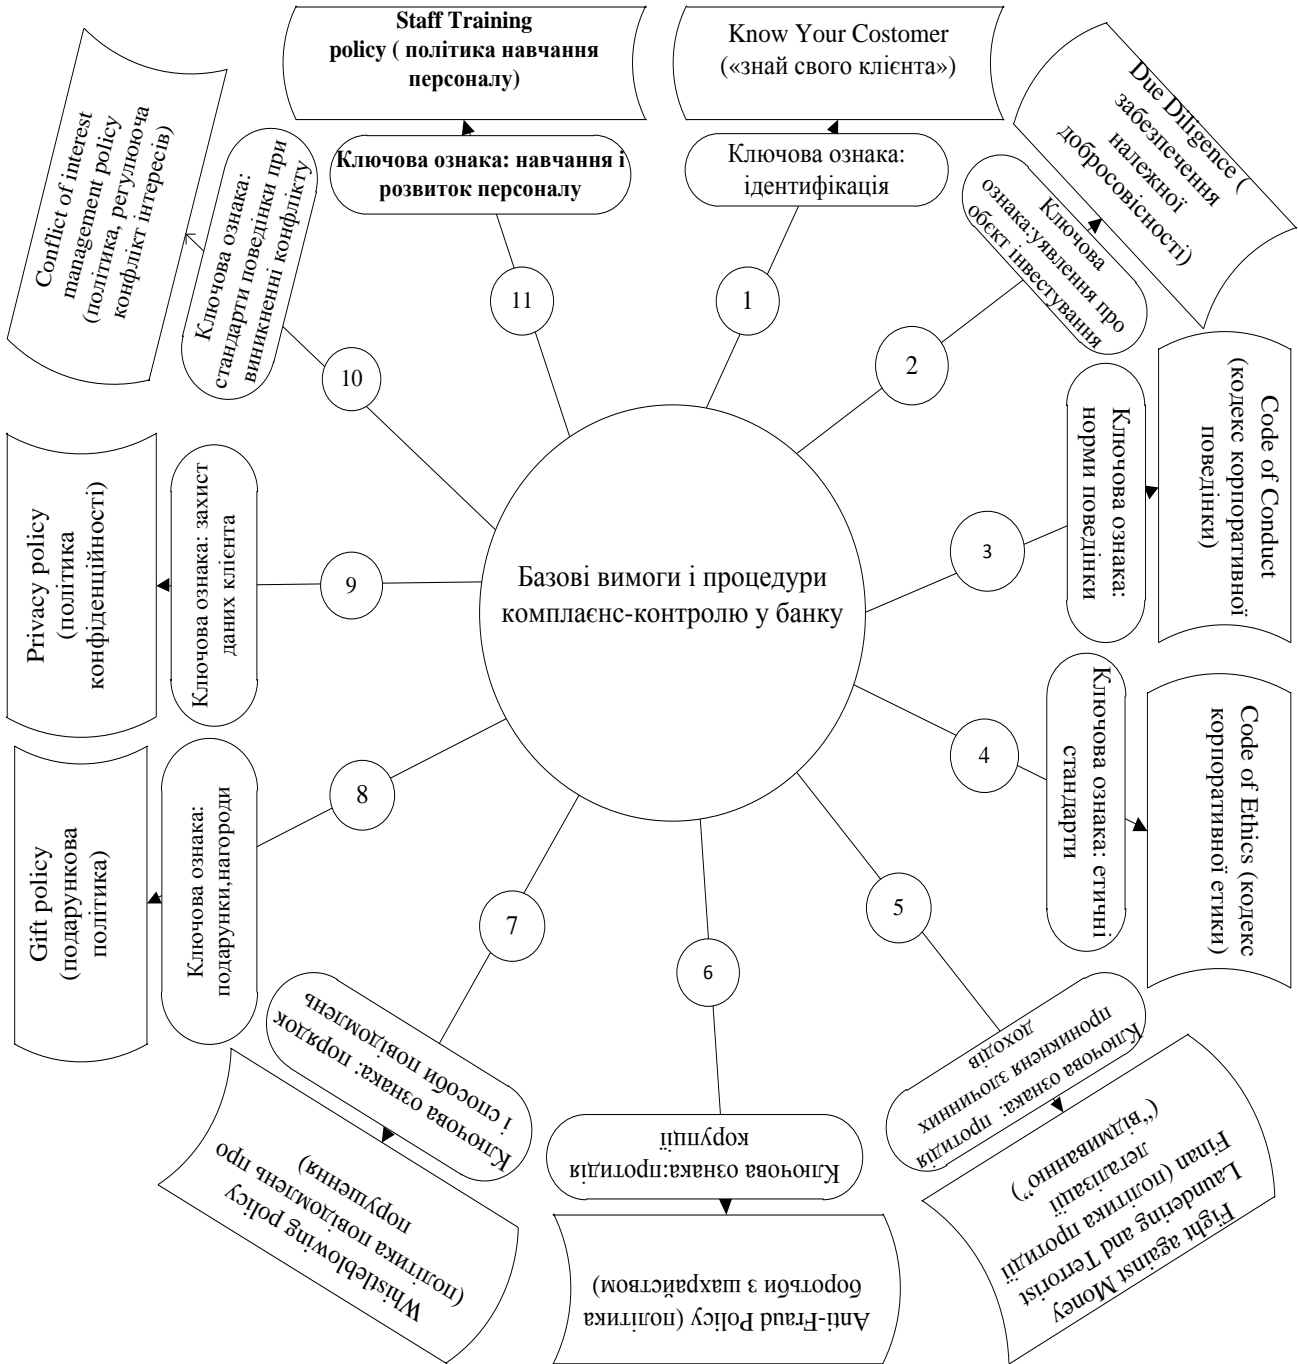 Базові вимоги і процедури
комплаєнс-контролю у банку
1
Ключова ознака:
ідентифікація
Know Your Costomer
(«знай свого клієнта»)
2
Ключова
ознака:уявлення про
обєкт інвестування
Due Diligence (
забезпечення
належної
добросовісності)
3
Ключова ознака:
норми поведінки
Code of Conduct
(кодекс корпоративної
поведінки)
4
Ключова ознака: етичні
стандарти
Code of Ethics (кодекс
корпоративної етики)
5
Ключова ознака: протидія
проникненя злочинних
доходів
Fight against Money
Laundering and Terrorist
Finan (політика протидії
легалізації
(“відмиванню”)
6
Ключова ознака:протидія
корупції
Anti-Fraud Policy (політика
боротьби з шахрайством)
7
Ключова ознака: порядок
і способи повідомлень
Whistleblowing policy
(політика повідомлень про
порушення)
8
Ключова ознака:
подарунки,нагороди
Gift policy
(подарункова
політика)
9
Ключова ознака: захист
даних клієнта
Privacy policy
(політика
конфіденційності)
10
Ключова ознака:
стандарти поведінки при
виникненні конфлікту
Conflict of interest
management policy
(політика, регулююча
конфлікт інтересів)
11
Ключова ознака: навчання і
розвиток персоналу
Staff Training
policy ( політика навчання
персоналу)